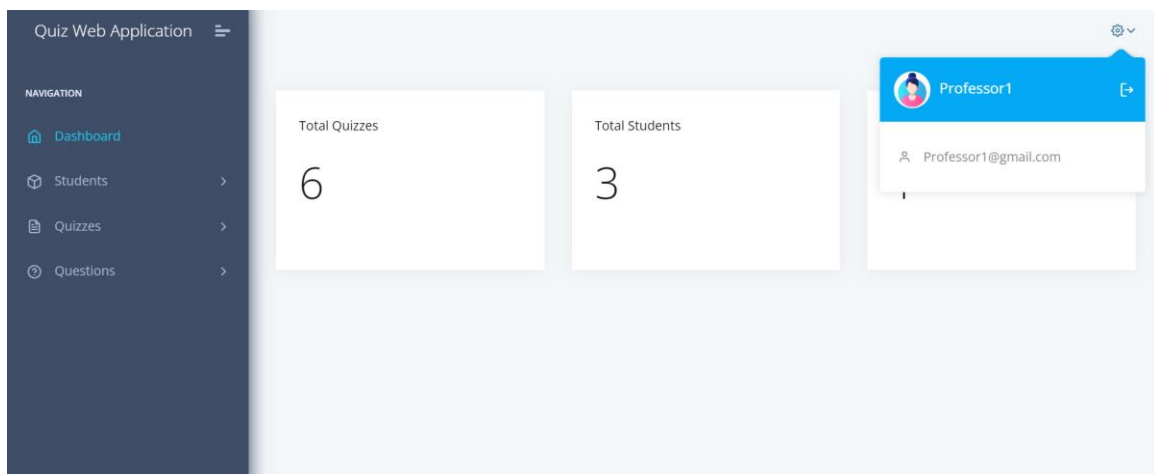 Quiz Web Application
NAVIGATION
Dashboard
Students
Quizzes
Questions
Total Quizzes
6
Total Students
3
Professor1
Professor1@gmail.com